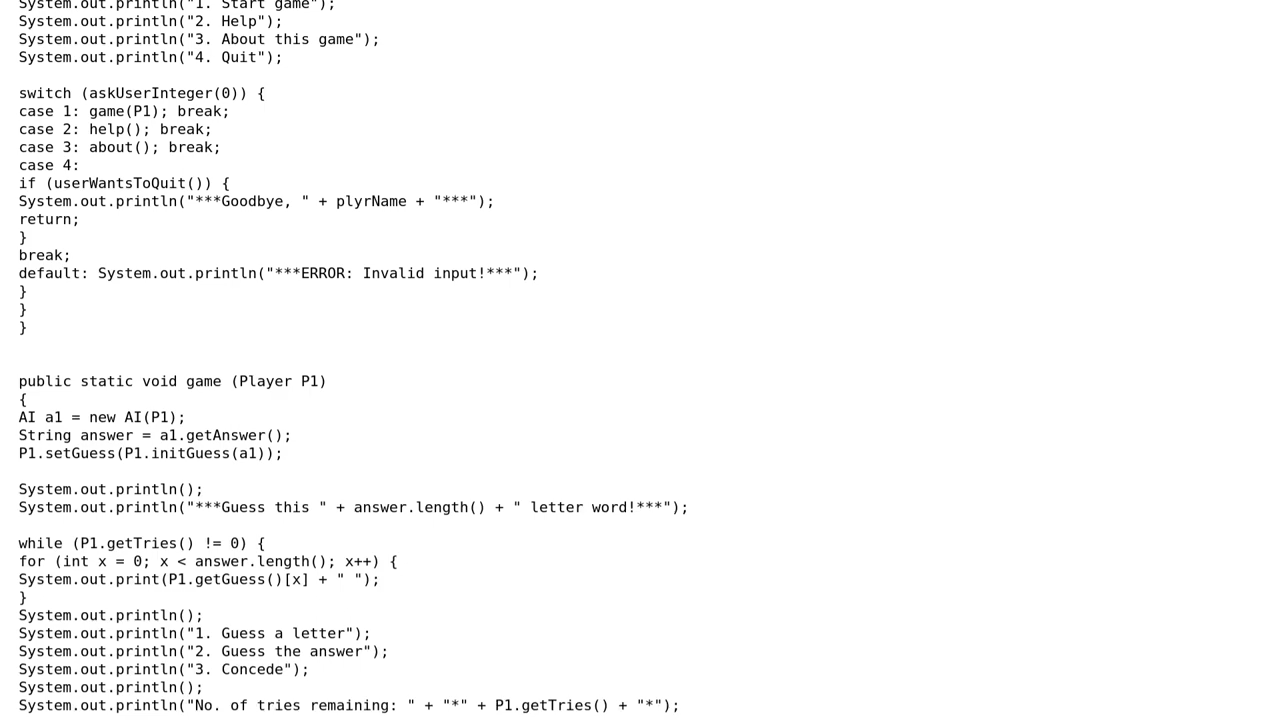 System.out.println("1. Start game");
System.out.println("2. Help");
System.out.println("3. About this game");
System.out.println("4. Quit");
switch (askUserInteger(0)) {
case 1: game(P1); break;
case 2: help(); break;
case 3: about(); break;
case 4:
if (userWantsToQuit()) {
System.out.println("***Goodbye, " + plyrName + "***");
return;
}
break;
default: System.out.println("***ERROR: Invalid input!***");
}
}
}
public static void game (Player P1)
{
AI a1 = new AI(P1);
String answer = a1.getAnswer();
P1.setGuess(P1.initGuess(a1));
System.out.println();
System.out.println("***Guess this " + answer.length() + " letter word!***");
while (P1.getTries() != 0) {
for (int x = 0; x < answer.length(); x++) {
System.out.print(P1.getGuess()[x] + " ");
}
System.out.println();
System.out.println("1. Guess a letter");
System.out.println("2. Guess the answer");
System.out.println("3. Concede");
System.out.println();
System.out.println("No. of tries remaining: " + "*" + P1.getTries() + "*");